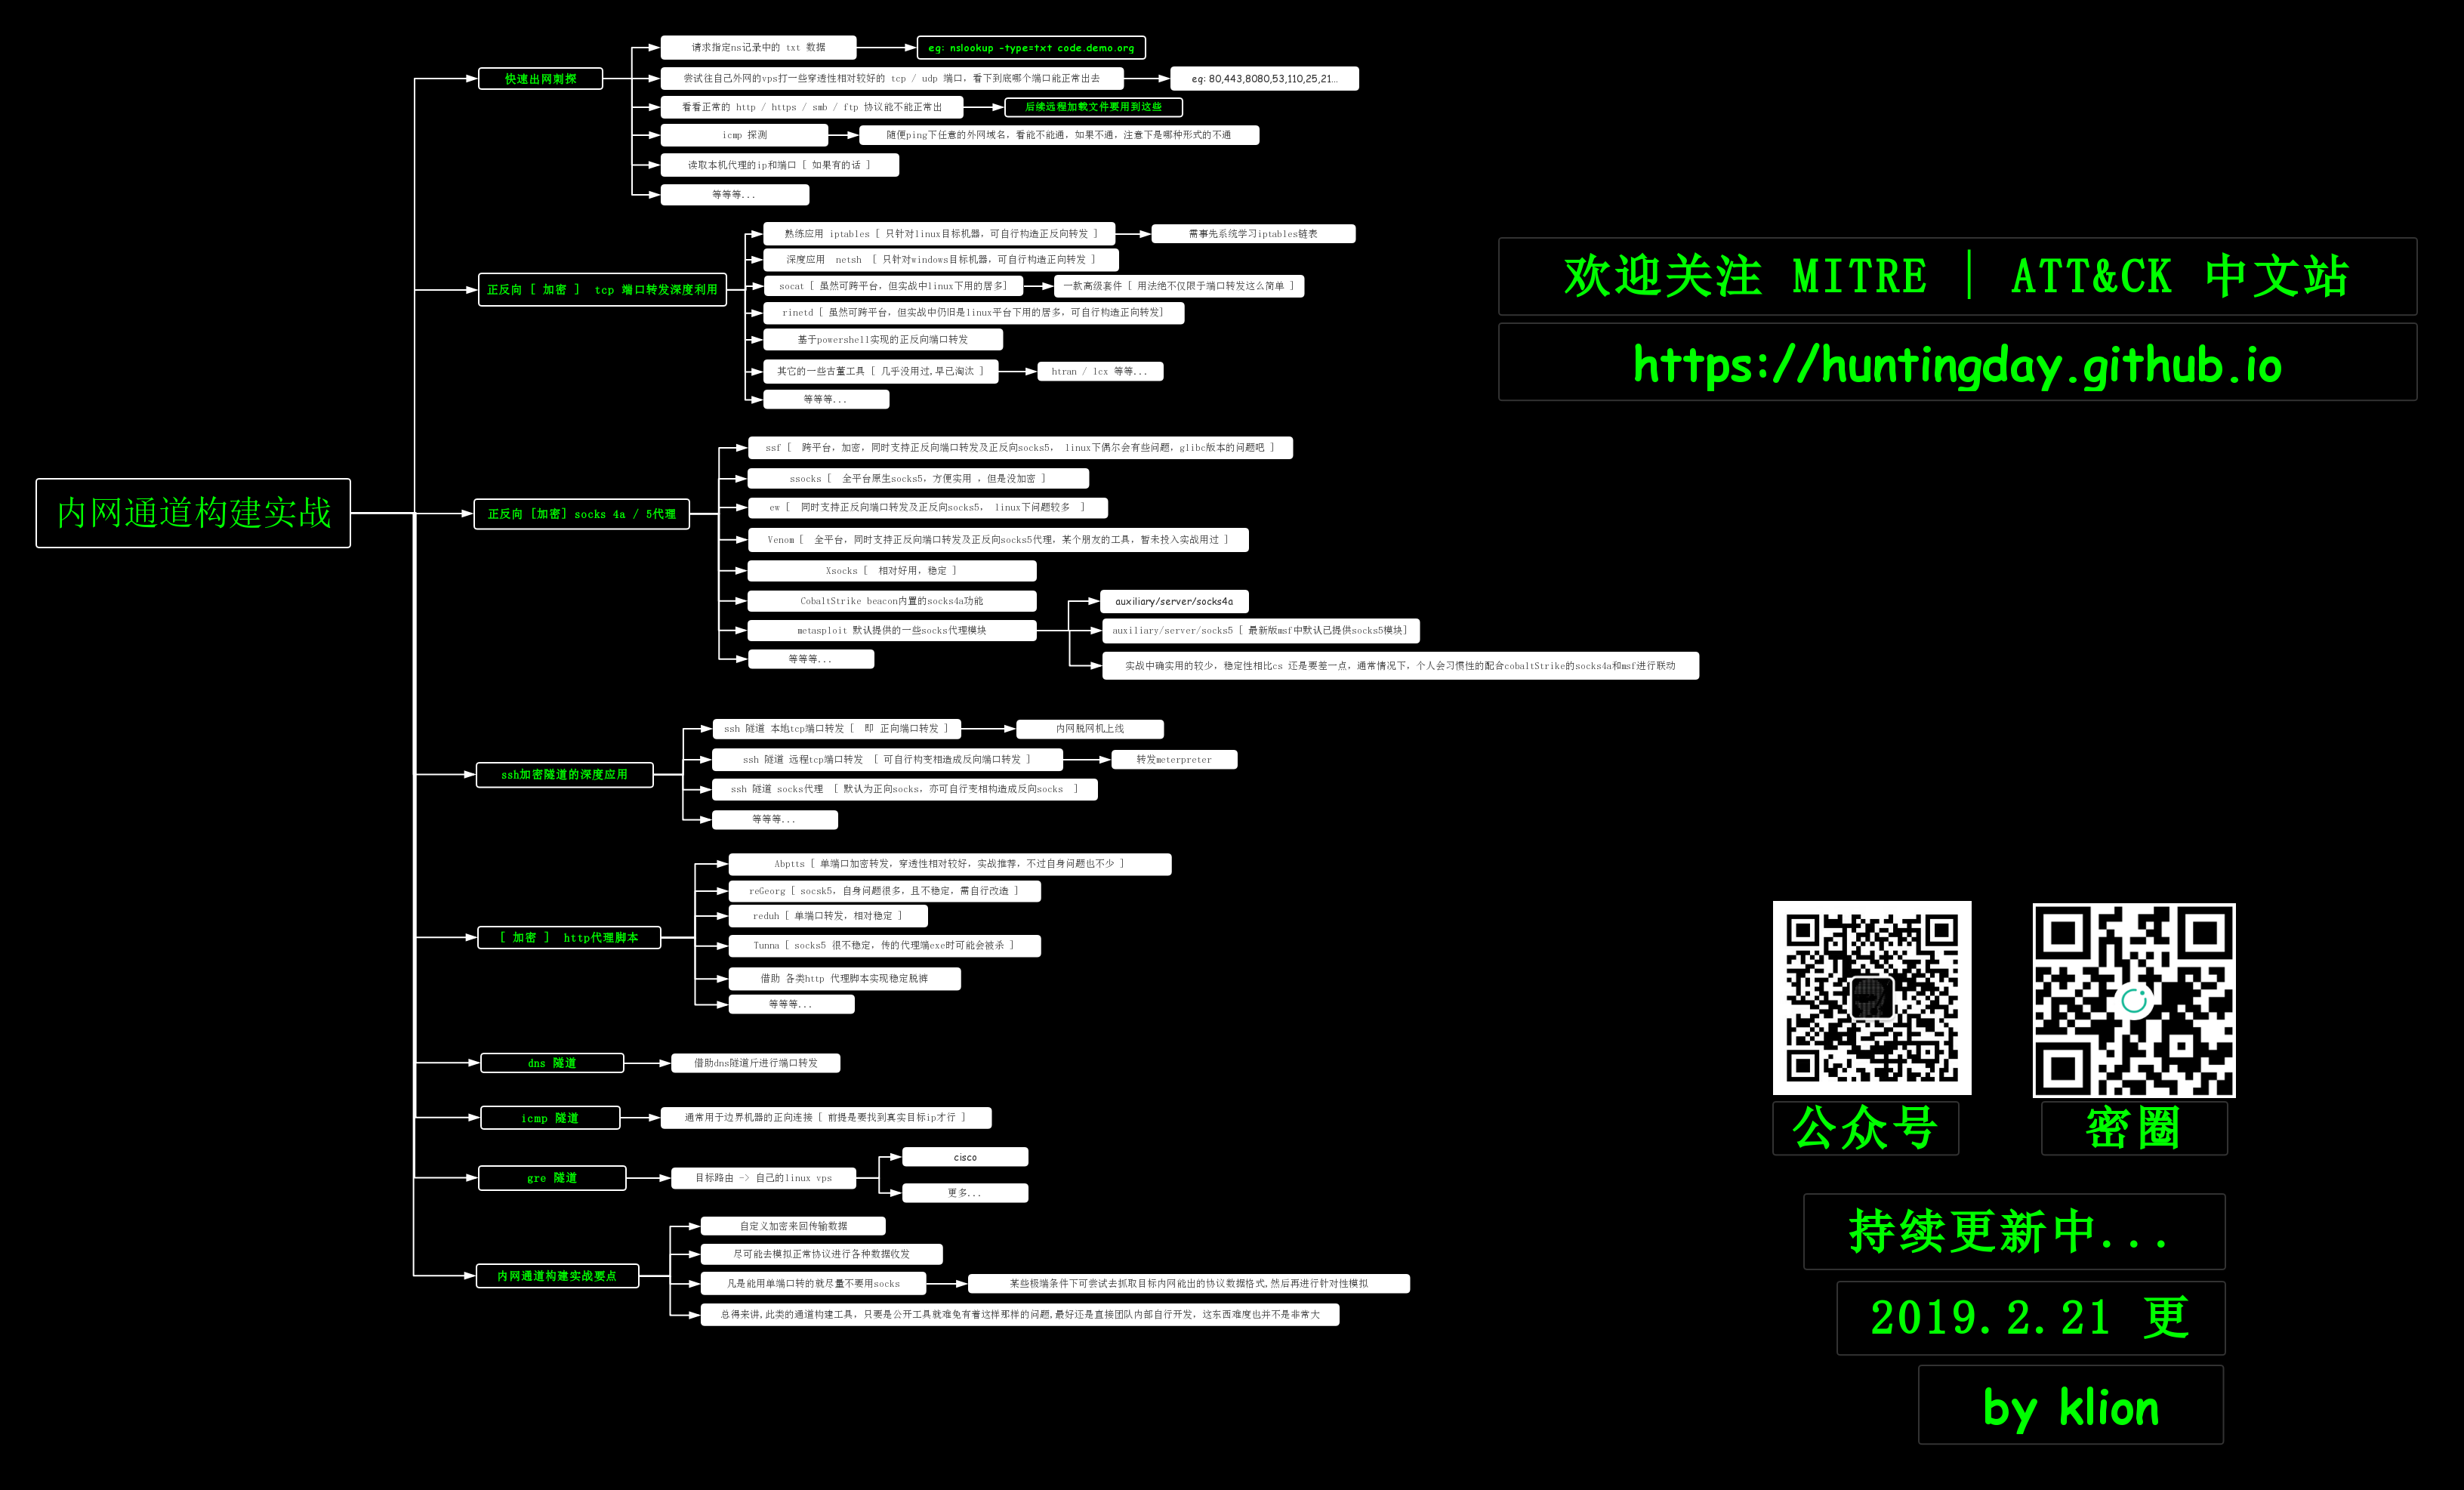 内网通道构建实战
快速出网刺探
请求指定ns记录中的 txt 数据
eg: nslookup -type=txt code.demo.org
尝试往自己外网的vps打一些穿透性相对较好的 tcp / udp 端口，看下到底哪个端口能正常出去
eg: 80,443,8080,53,110,25,21...
看看正常的 http / https / smb / ftp 协议能不能正常出
后续远程加载文件要用到这些
icmp 探测
随便ping下任意的外网域名，看能不能通，如果不通，注意下是哪种形式的不通
读取本机代理的ip和端口 [ 如果有的话 ]
等等等...
正反向 [ 加密 ] tcp 端口转发深度利用
熟练应用 iptables [ 只针对linux目标机器，可自行构造正反向转发 ]
需事先系统学习iptables链表
深度应用 netsh [ 只针对windows目标机器，可自行构造正向转发 ]
socat [ 虽然可跨平台，但实战中linux下用的居多]
一款高级套件 [ 用法绝不仅限于端口转发这么简单 ]
rinetd [ 虽然可跨平台，但实战中仍旧是linux平台下用的居多，可自行构造正向转发]
基于powershell实现的正反向端口转发
其它的一些古董工具 [ 几乎没用过,早已淘汰 ]
htran / lcx 等等...
等等等...
正反向 [加密] socks 4a / 5代理
ssf [ 跨平台，加密，同时支持正反向端口转发及正反向socks5， linux下偶尔会有些问题，glibc版本的问题吧 ]
ssocks [ 全平台原生socks5，方便实用 ，但是没加密 ]
ew [ 同时支持正反向端口转发及正反向socks5， linux下问题较多 ]
Venom [ 全平台，同时支持正反向端口转发及正反向socks5代理，某个朋友的工具，暂未投入实战用过 ]
Xsocks [ 相对好用，稳定 ]
CobaltStrike beacon内置的socks4a功能
metasploit 默认提供的一些socks代理模块
auxiliary/server/socks4a
auxiliary/server/socks5 [ 最新版msf中默认已提供socks5模块]
实战中确实用的较少，稳定性相比cs 还是要差一点，通常情况下，个人会习惯性的配合cobaltStrike的socks4a和msf进行联动
等等等...
ssh加密隧道的深度应用
ssh 隧道 本地tcp端口转发 [ 即 正向端口转发 ]
内网脱网机上线
ssh 隧道 远程tcp端口转发 [ 可自行构变相造成反向端口转发 ]
转发meterpreter
ssh 隧道 socks代理 [ 默认为正向socks，亦可自行变相构造成反向socks ]
等等等...
[ 加密 ] http代理脚本
Abptts [ 单端口加密转发，穿透性相对较好，实战推荐，不过自身问题也不少 ]
reGeorg [ socsk5，自身问题很多，且不稳定，需自行改造 ]
reduh [ 单端口转发，相对稳定 ]
Tunna [ socks5 很不稳定，传的代理端exe时可能会被杀 ]
借助 各类http 代理脚本实现稳定脱裤
等等等...
dns 隧道
借助dns隧道斤进行端口转发
icmp 隧道
通常用于边界机器的正向连接 [ 前提是要找到真实目标ip才行 ]
gre 隧道
目标路由 -> 自己的linux vps
cisco
更多...
内网通道构建实战要点
自定义加密来回传输数据
尽可能去模拟正常协议进行各种数据收发
凡是能用单端口转的就尽量不要用socks
某些极端条件下可尝试去抓取目标内网能出的协议数据格式,然后再进行针对性模拟
总得来讲,此类的通道构建工具，只要是公开工具就难免有着这样那样的问题,最好还是直接团队内部自行开发，这东西难度也并不是非常大
欢迎关注 MITRE | ATT&CK 中文站
https://huntingday.github.io
公众号
密圈
持续更新中...
2019.2.21 更
by klion